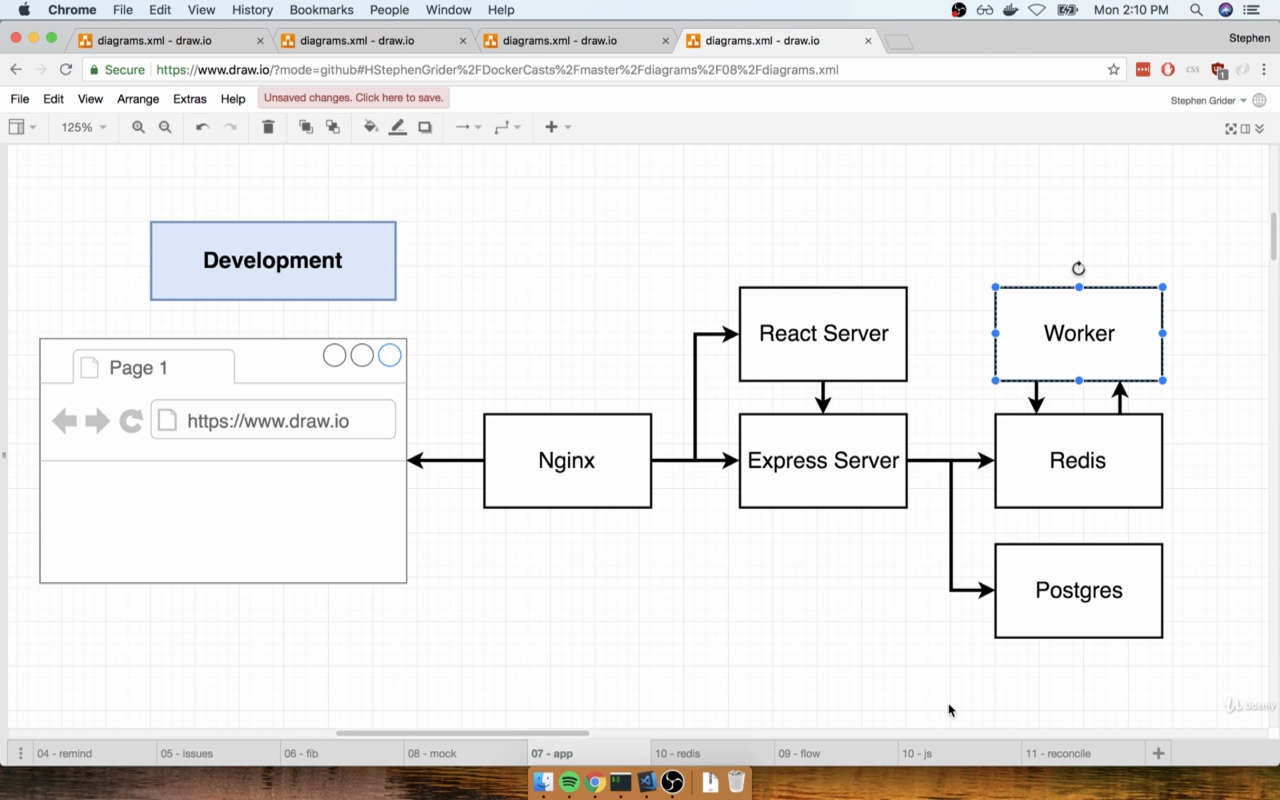 Chrome File Edit View History Bookmarks People Window Help Mon 2:10 PM
diagrams.xml - draw.io diagrams.xml - draw.io diagrams.xml - draw.io diagrams.xml - draw.io Stephen
Secure https://www.draw.io/?mode=github#HStephenGrider%2FDockerCasts%2Fmaster%2Fdiagrams%2F08%2Fdiagrams.xml CSS 1
File Edit View Arrange Extras Help Unsaved changes. Click here to save. Stephen Grider
125%
Development
Page 1
https://www.draw.io
Nginx
React Server
Express Server
Worker
Redis
Postgres
Udemy
04 - remind 05 - issues 06 - fib 08 - mock 07 - app 10 - redis 09 - flow 10 - js 11 - reconcile